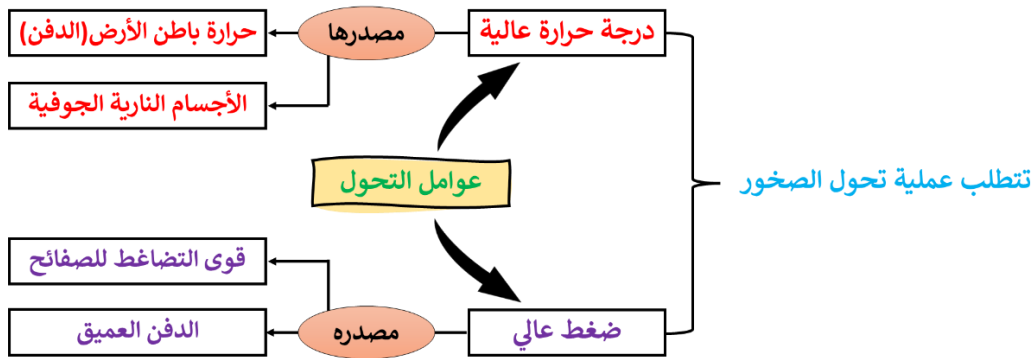 تتطلب عملية تحول الصخور
عوامل التحول
درجة حرارة عالية
مصدرها
حرارة باطن الأرض(الدفن)
الأجسام النارية الجوفية
ضغط عالي
مصدره
قوى التضاغط للصفائح
الدفن العميق